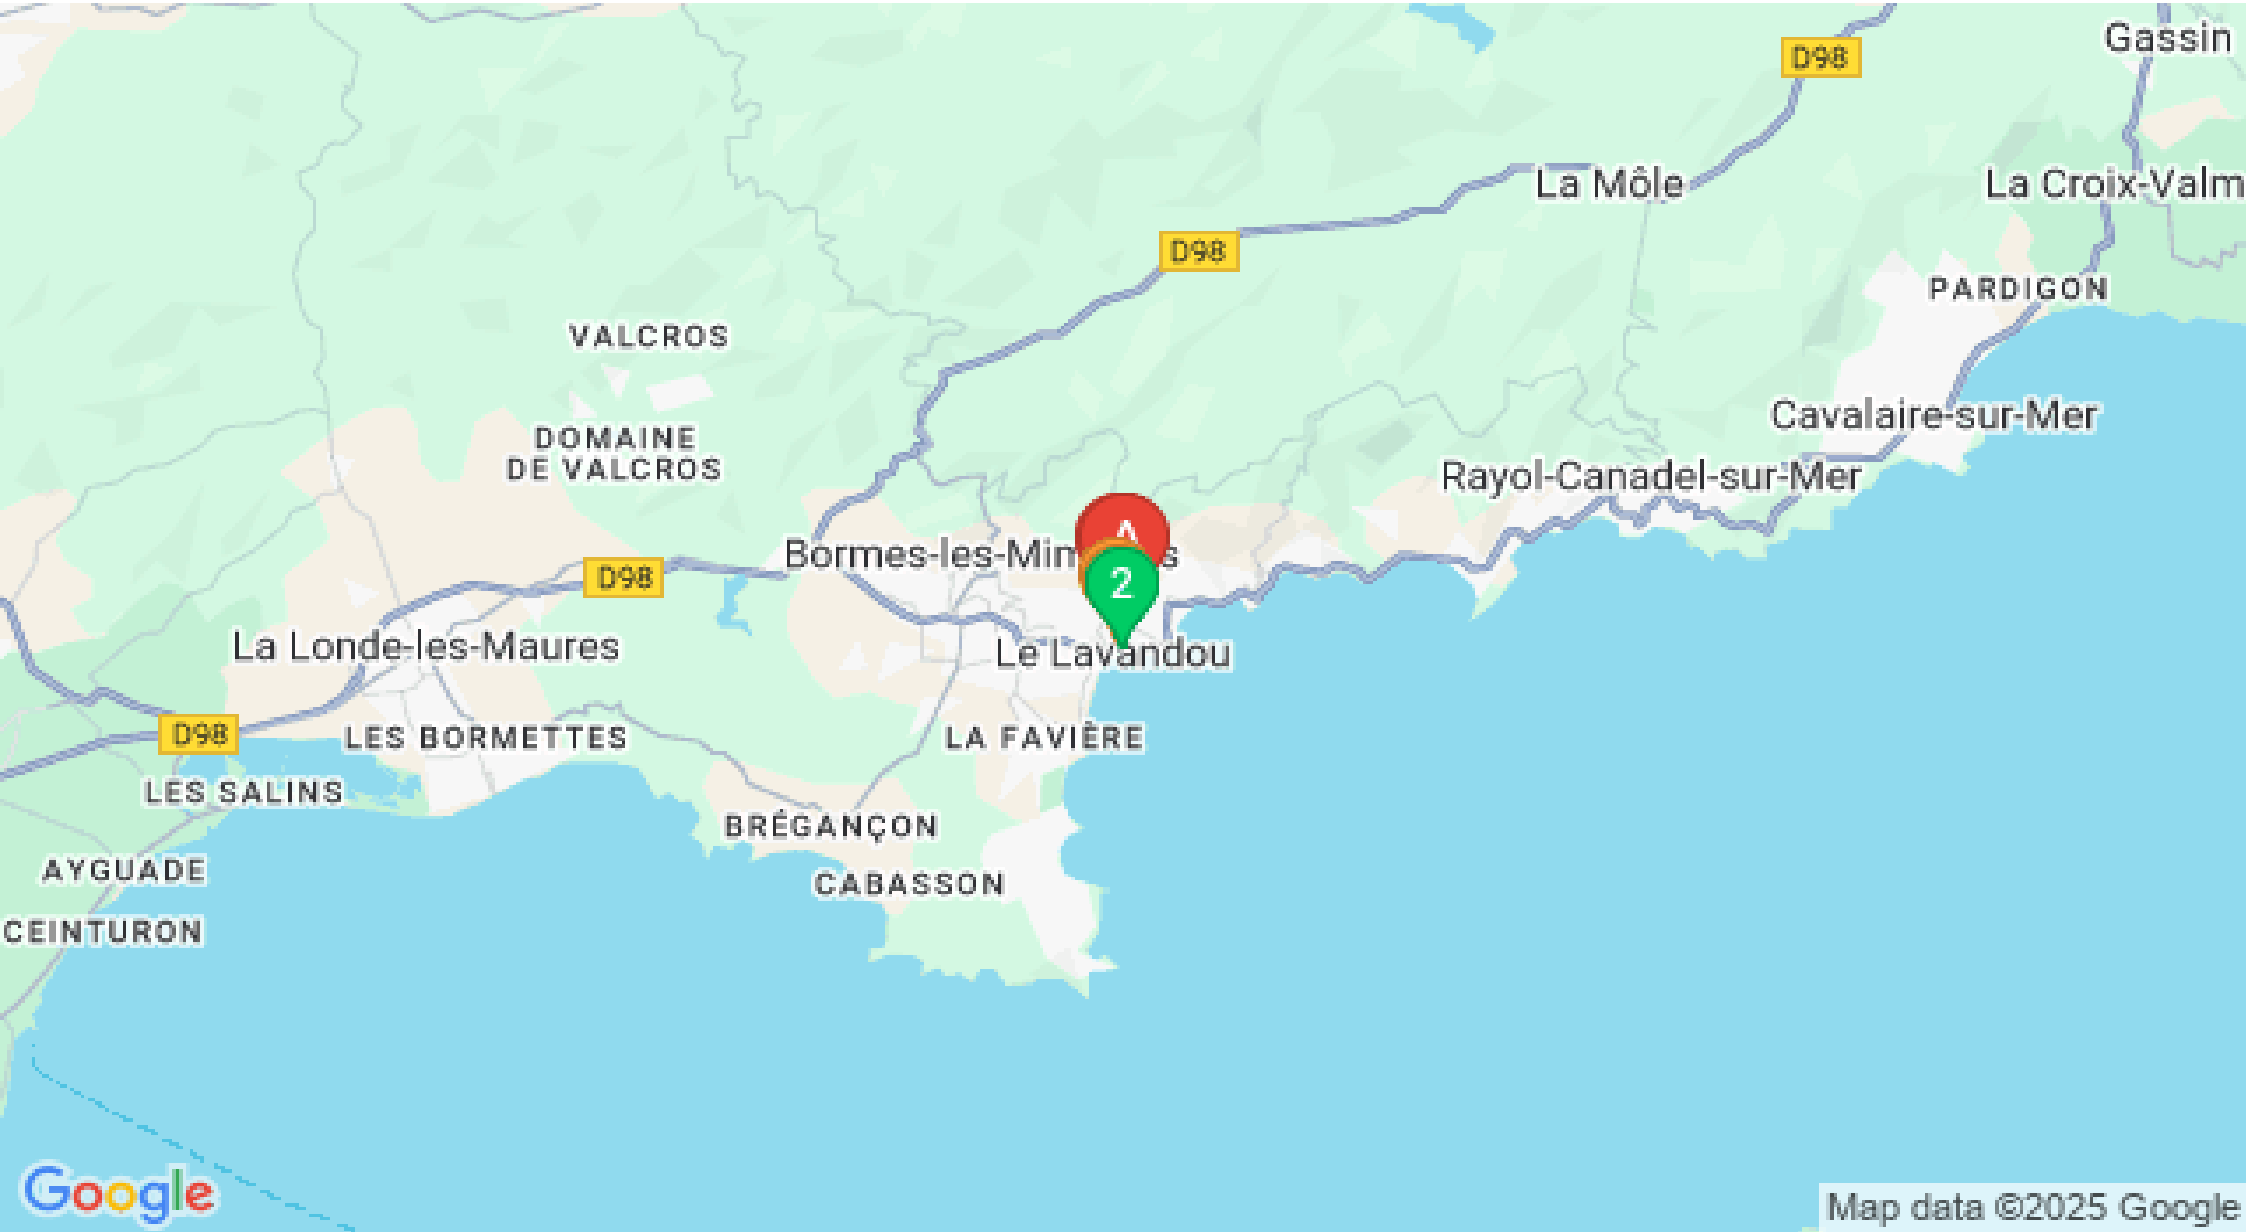 Gassin
D98
La Môle
La Croix-Valm
D98
PARDIGON
VALCROS
Cavalaire-sur-Mer
DOMAINE
DE VALCROS
Rayol-Canadel-sur-Mer
A
Bormes-les-Mim s
D98
2
La Londe-les-Maures
Le Lavandou
D98
LES BORMETTES
LA FAVIÈRE
LES SALINS
BRÉGANÇON
AYGUADE
CABASSON
CEINTURON
Google
Map data ©2025 Google